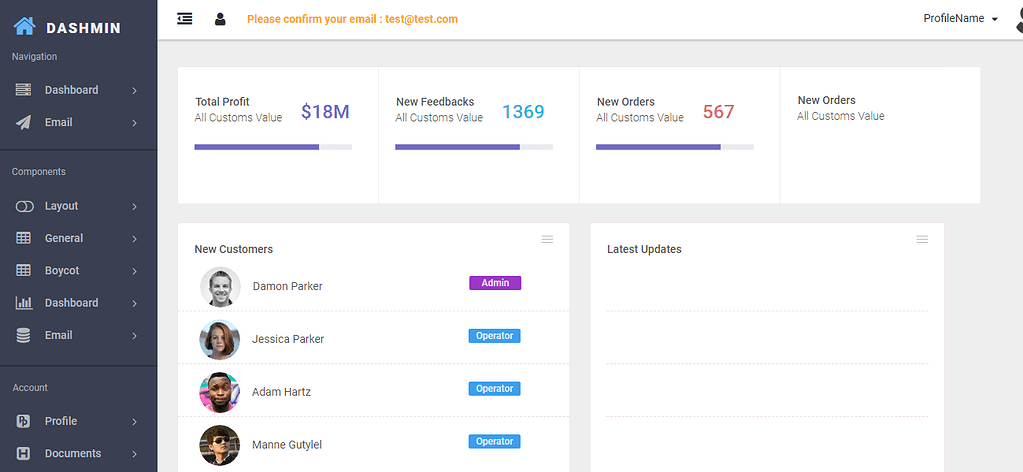 DASHMIN
Navigation
Dashboard
Email
Components
Layout
General
Boycot
Dashboard
Email
Account
Profile
Documents
Please confirm your email : test@test.com
ProfileName
Total Profit
All Customs Value
$18M
New Feedbacks
All Customs Value
1369
New Orders
All Customs Value
567
New Orders
All Customs Value
New Customers
Damon Parker
Admin
Jessica Parker
Operator
Adam Hartz
Operator
Manne Gutylel
Operator
Latest Updates